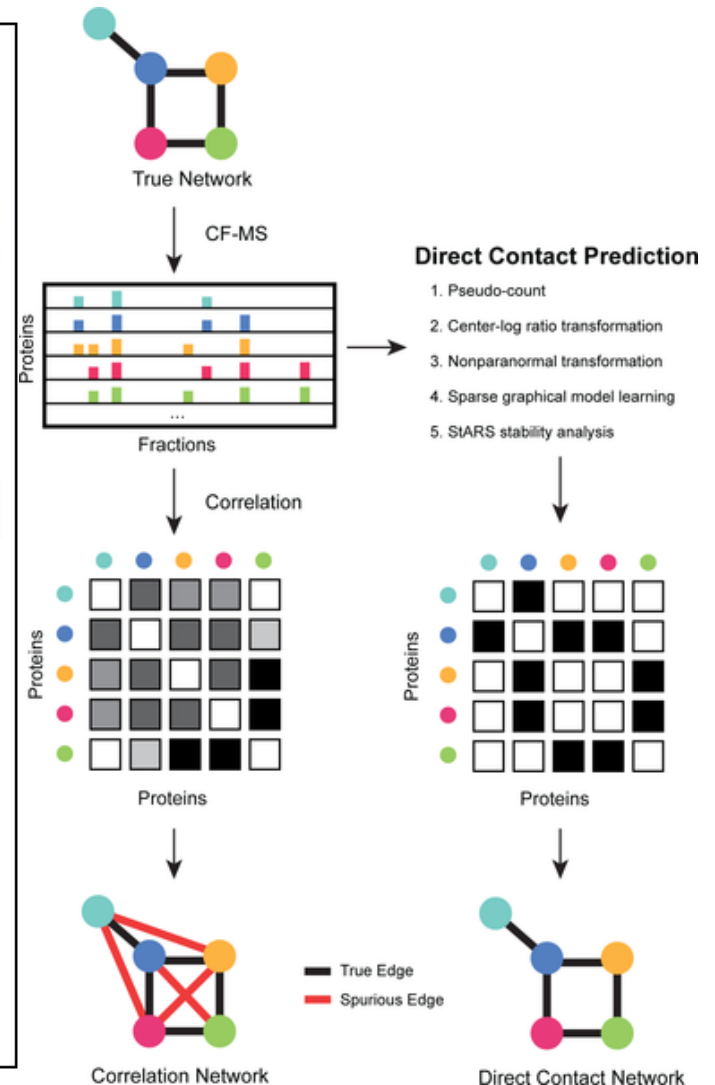 True Network
CF-MS
Proteins
...
Fractions
Direct Contact Prediction
1. Pseudo-count
2. Center-log ratio transformation
3. Nonparanormal transformation
4. Sparse graphical model learning
5. StARS stability analysis
Correlation
Proteins
Proteins
Proteins
Proteins
True Edge
Spurious Edge
Correlation Network
Direct Contact Network